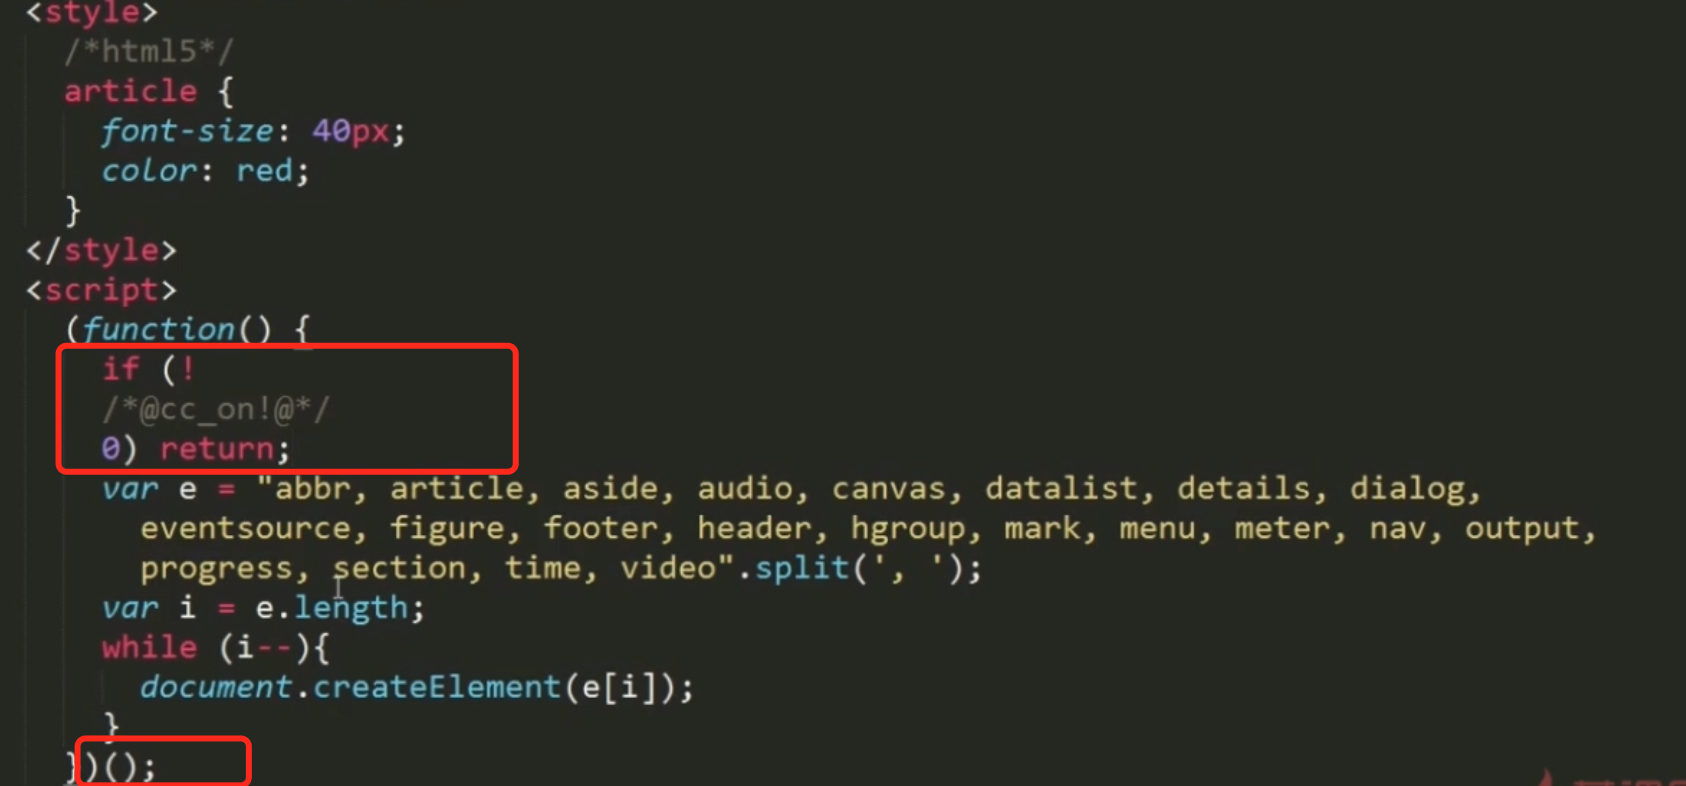 <style>
/*html5*/
article {
font-size: 40px;
color: red;
}
</style>
<script>
(function() {
if (!
/*@cc_on!@*/
0) return;
var e = "abbr, article, aside, audio, canvas, datalist, details, dialog,
eventsource, figure, footer, header, hgroup, mark, menu, meter, nav, output,
progress, section, time, video".split(', ');
var i = e.length;
while (i--){
document.createElement(e[i]);
}
})();